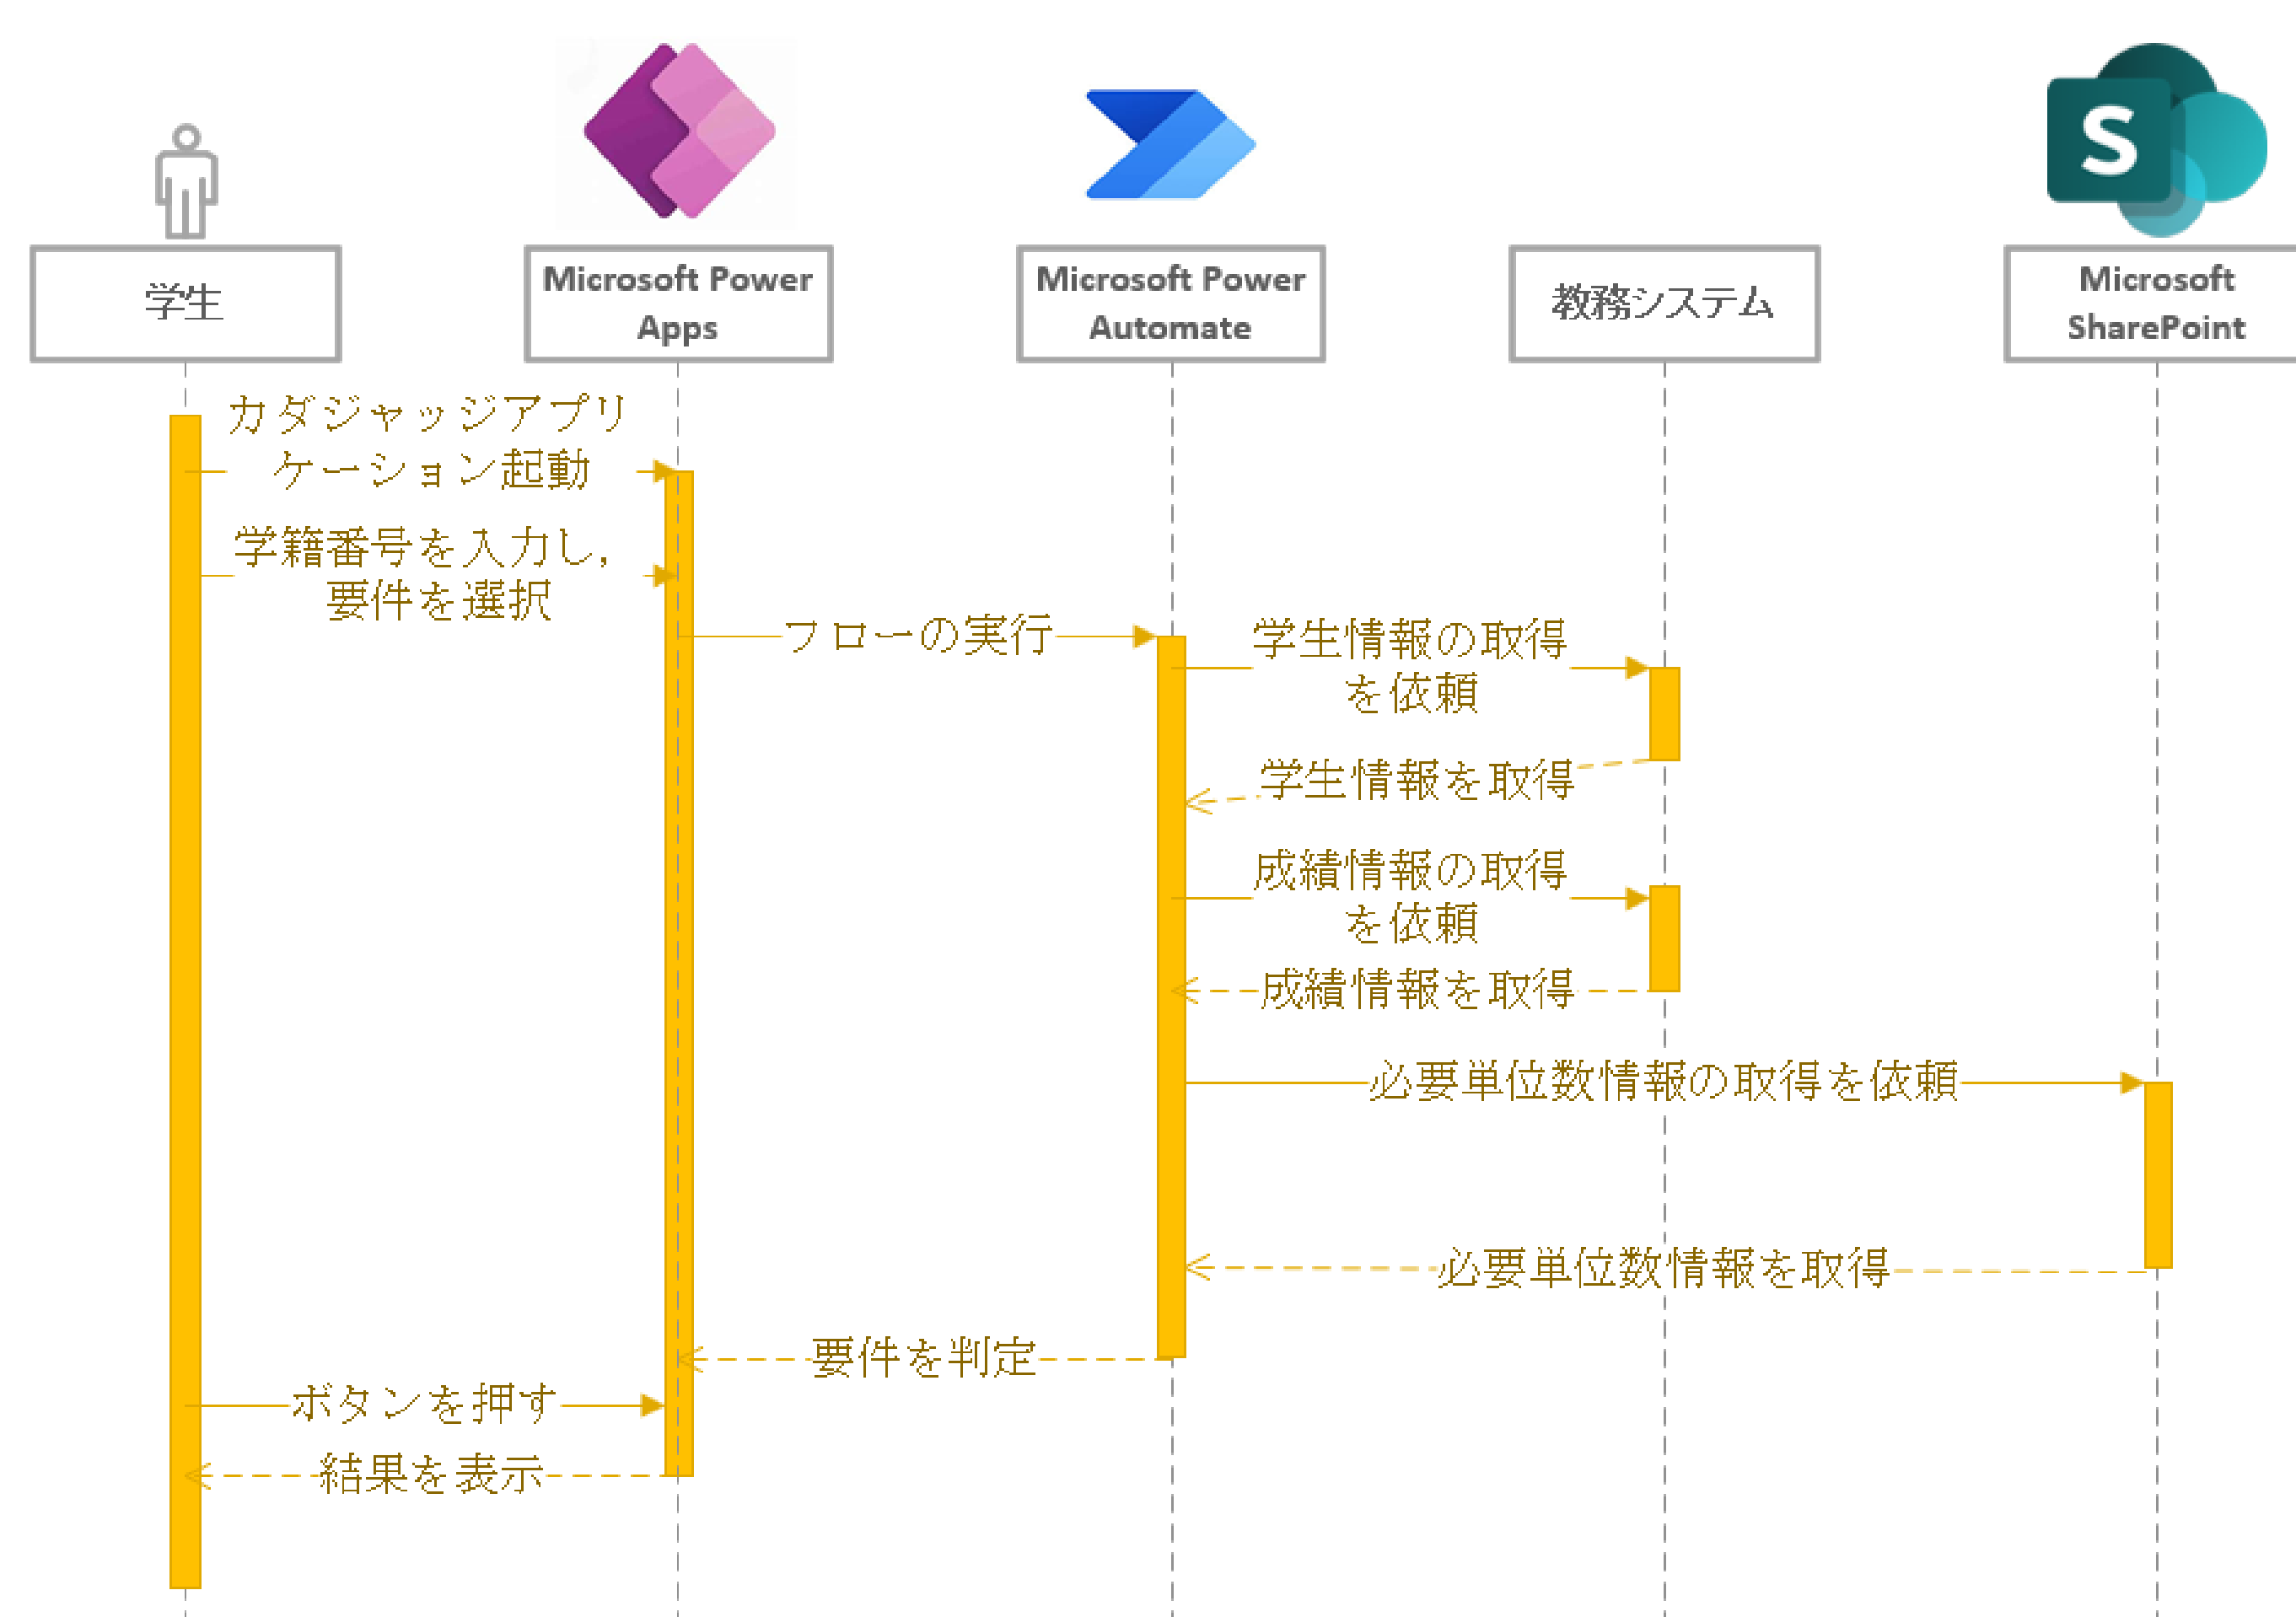 S
学生
Microsoft Power
Apps
Microsoft Power
Automate
教務システム
Microsoft
SharePoint
カダジャッジアプリ
ケーション起動
学籍番号を入力し,
要件を選択
フローの実行
学生情報の取得
を依頼
学生情報を取得
成績情報の取得
を依頼
成績情報を取得
必要単位数情報の取得を依頼
必要単位数情報を取得
要件を判定
ボタンを押す
結果を表示